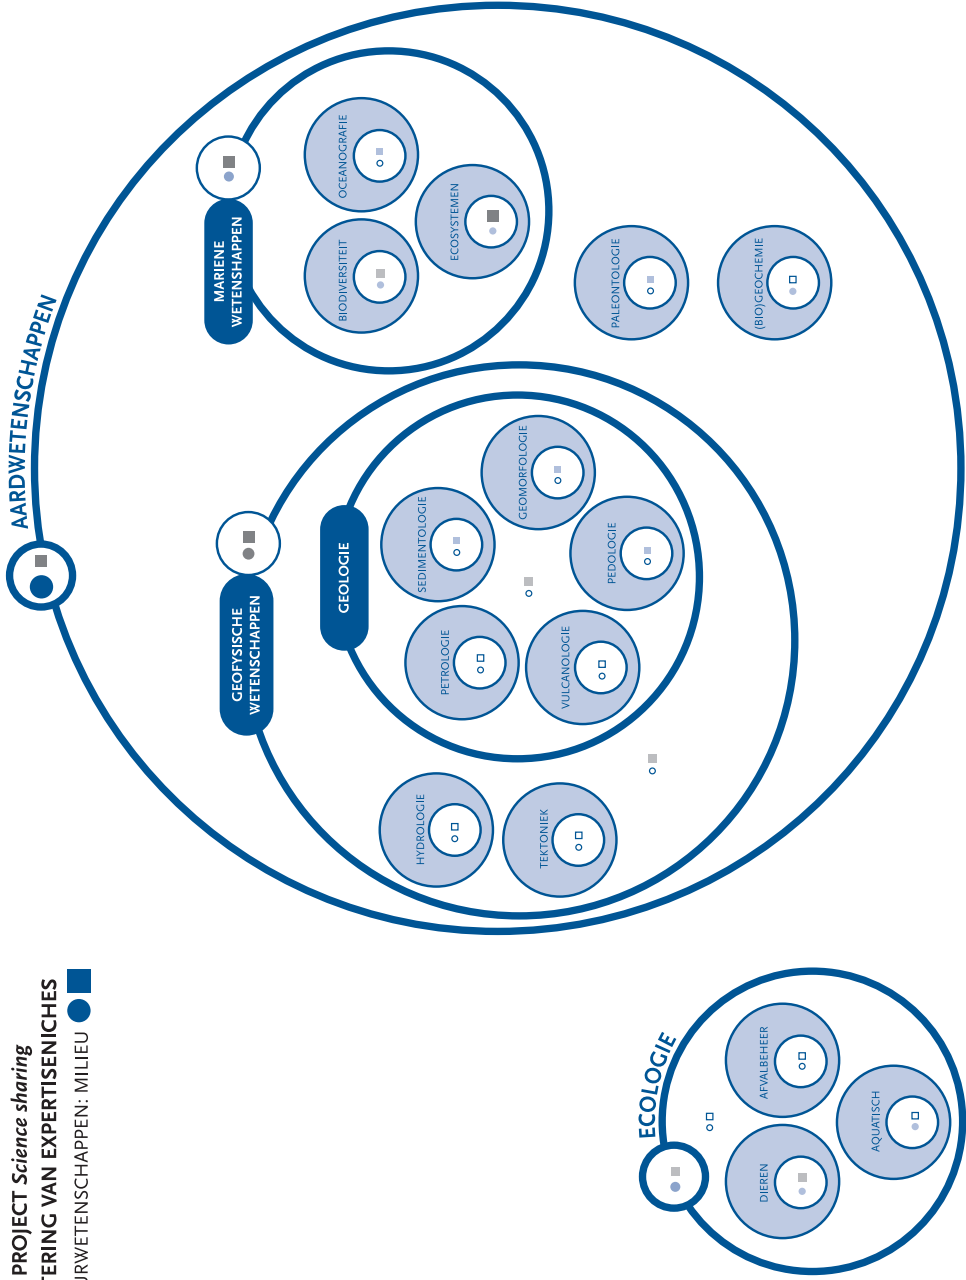 PROJECT Science sharing
TERING VAN EXPERTISENICHES
URWETENSCHAPPEN: MILIEU
AARDWETENSCHAPPEN
MARIENE
WETENSHAPPEN
OCEANOGRAFIE
BIODIVERSITEIT
ECOSYSTEMEN
PALEONTOLOGIE
(BIO)GEOCHEMIE
GEOFYSISCHE
WETENSCHAPPEN
GEOLOGIE
SEDIMENTOLOGIE
GEOMORFOLOGIE
PETROLOGIE
VULCANOLOGIE
PEDOLOGIE
HYDROLOGIE
TEKTONIEK
ECOLOGIE
AFVALBEHEER
DIEREN
AQUATISCH